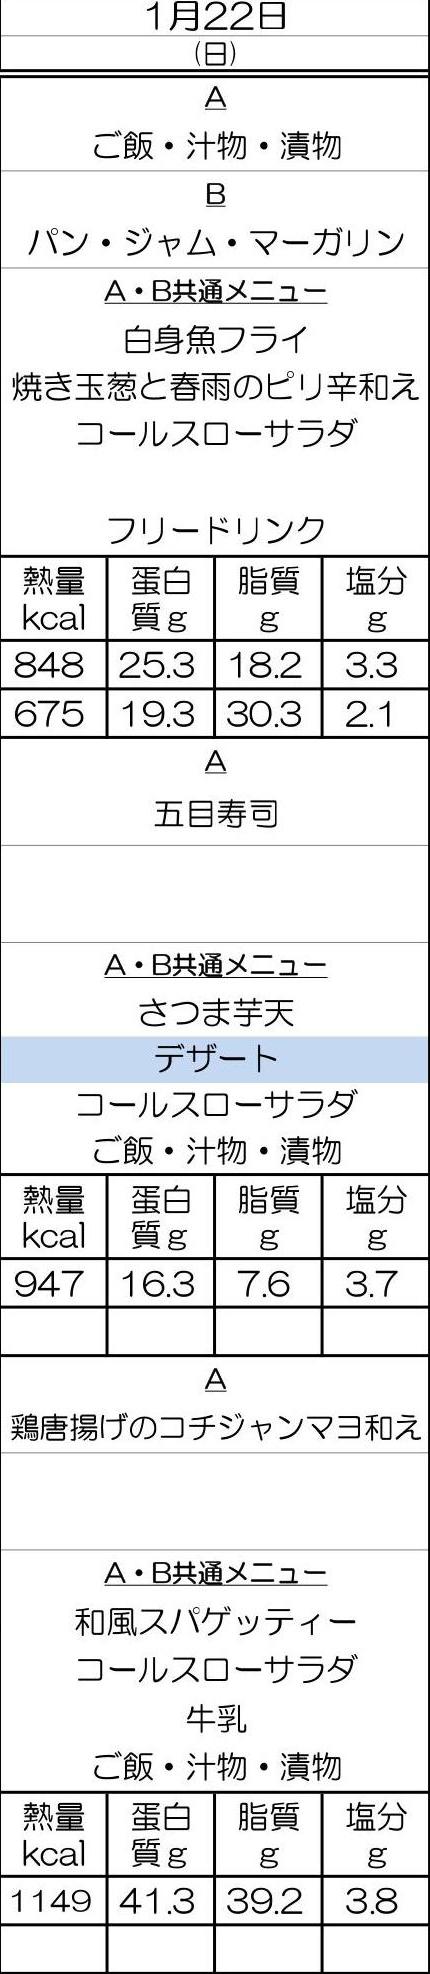 1月22日
(日)
A
ご飯・汁物・漬物
B
パン・ジャム・マーガリン
A・B共通メニュー
白身魚フライ
焼き玉葱と春雨のピリ辛和え
コールスローサラダ
フリードリンク
熱量 蛋白 脂質 塩分
kcal 質g g g
848 25.3 18.2 3.3
675 19.3 30.3 2.1
A
五目寿司
A・B共通メニュー
さつま芋天
デザート
コールスローサラダ
ご飯・汁物・漬物
熱量 蛋白 脂質 塩分
kcal 質g g g
947 16.3 7.6 3.7
A
鶏唐揚げのコチジャンマヨ和え
A・B共通メニュー
和風スパゲッティー
コールスローサラダ
牛乳
ご飯・汁物・漬物
熱量 蛋白 脂質 塩分
kcal 質g g g
1149 41.3 39.2 3.8